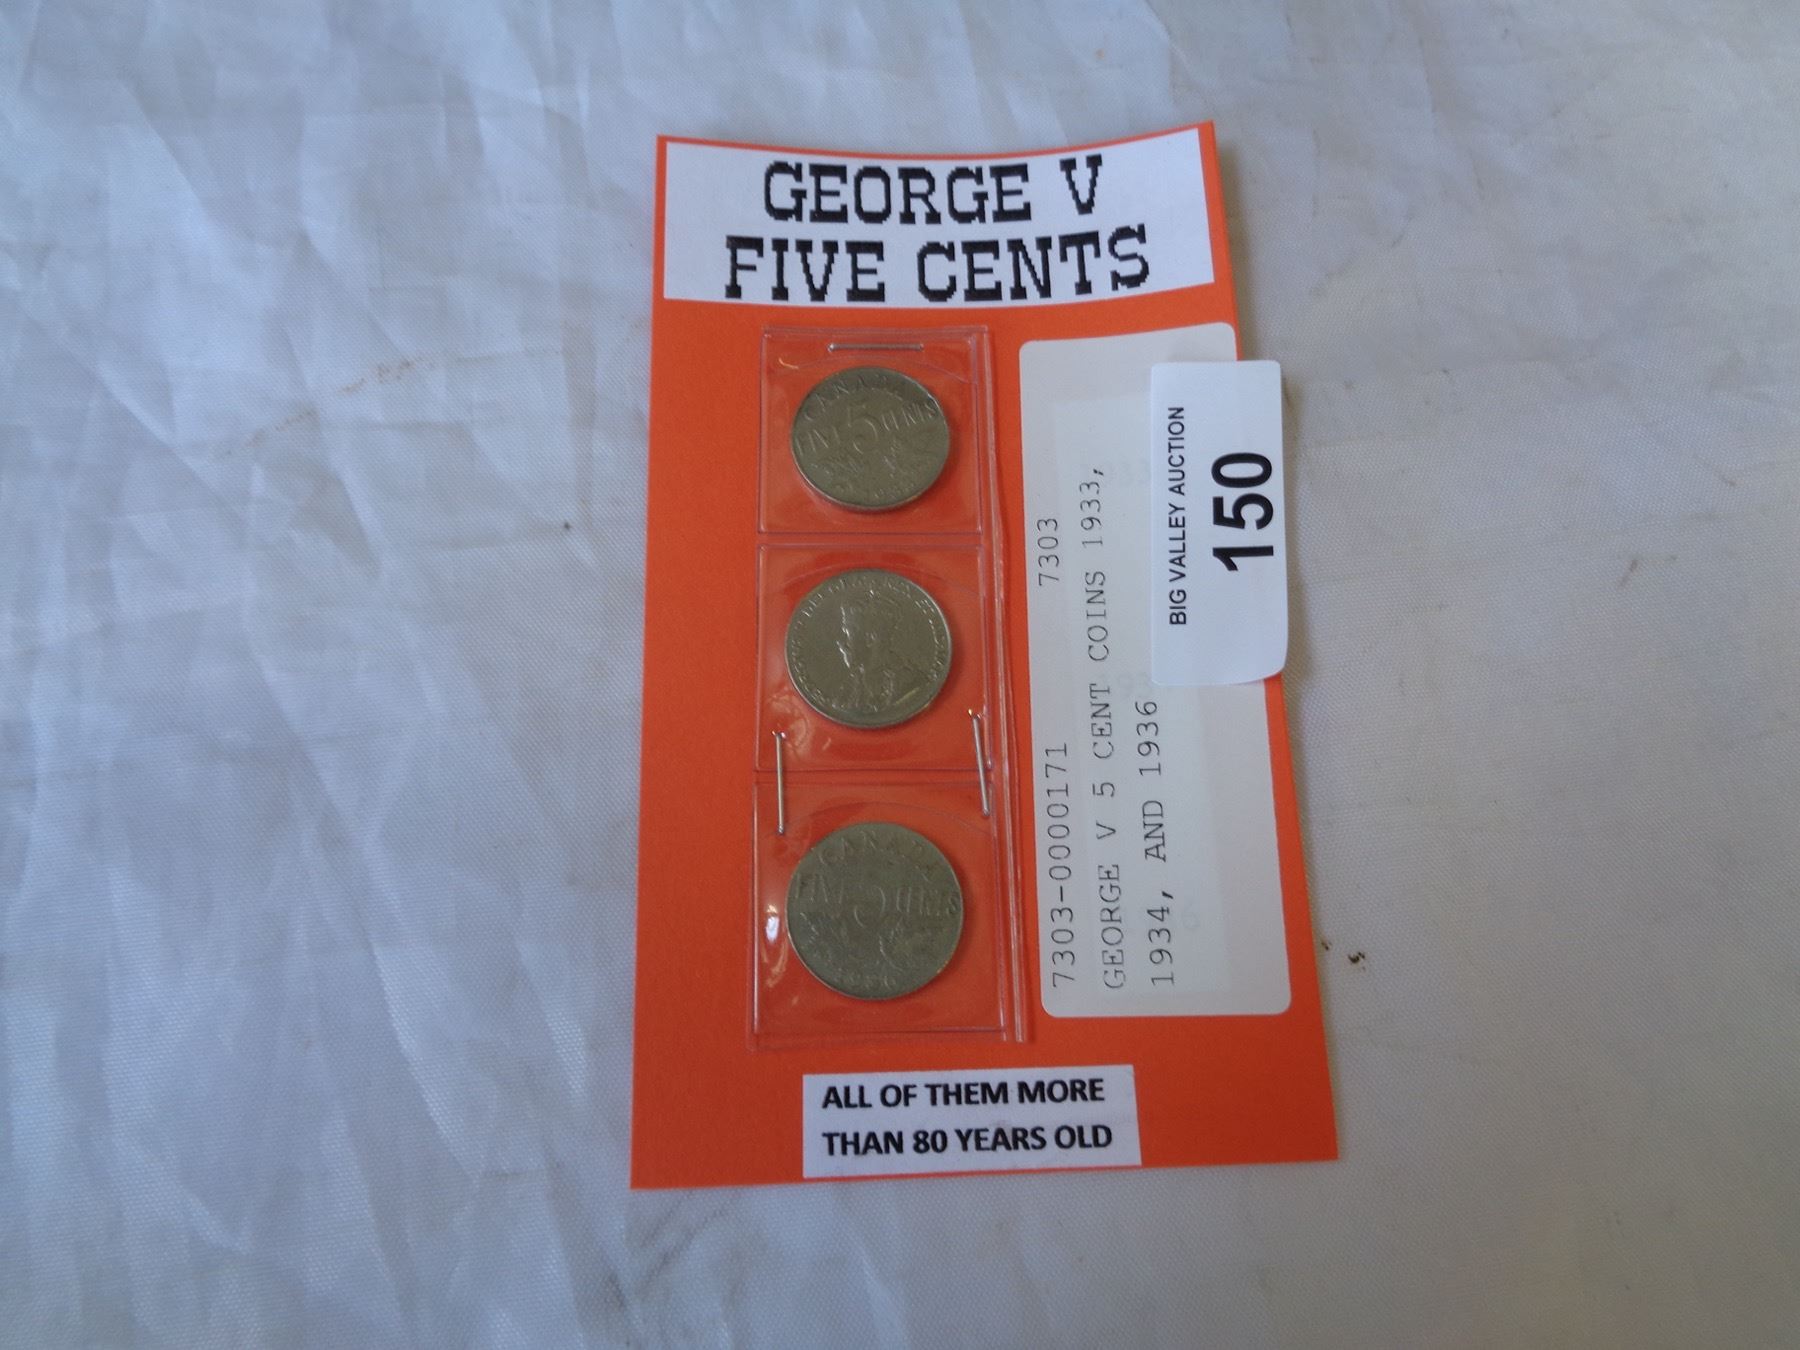 GEORGE V
FIVE CENTS
CANADA
FIVE 5 CENTS
CANADA
FIVE 5 CENTS
1936
7303-0000171 7303
GEORGE V 5 CENT COINS 1933,
1934, AND 1936
BIG VALLEY AUCTION
150
ALL OF THEM MORE
THAN 80 YEARS OLD